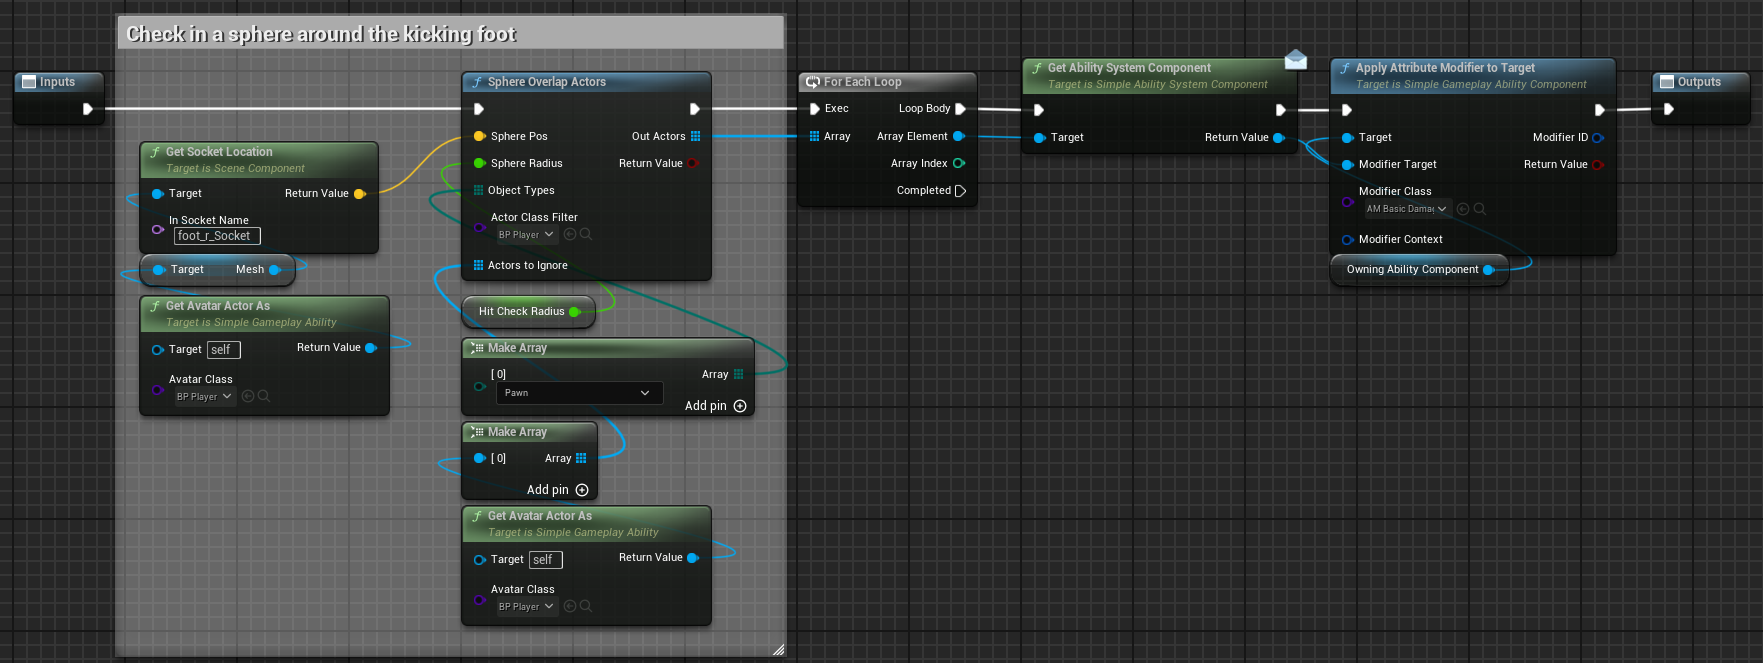 Check in a sphere around the kicking foot
Inputs
Get Socket Location
Target is Scene Component
Target
Return Value
In Socket Name
foot_r_Socket
Target
Mesh
Get Avatar Actor As
Target is Simple Gameplay Ability
Target
self
Return Value
Avatar Class
BP Player
Sphere Overlap Actors
Sphere Pos
Out Actors
Sphere Radius
Return Value
Object Types
Actor Class Filter
BP Player
Actors to Ignore
Hit Check Radius
Make Array
[ 0]
Array
Pawn
Add pin
Make Array
[ 0]
Array
Add pin
Get Avatar Actor As
Target is Simple Gameplay Ability
Target
self
Return Value
Avatar Class
BP Player
For Each Loop
Exec
Loop Body
Array
Array Element
Array Index
Completed
Get Ability System Component
Target is Simple Ability System Component
Target
Return Value
Apply Attribute Modifier to Target
Target is Simple Gameplay Ability Component
Target
Modifier ID
Modifier Target
Return Value
Modifier Class
AM Basic
Modifier Context
Owning Ability Component
Outputs